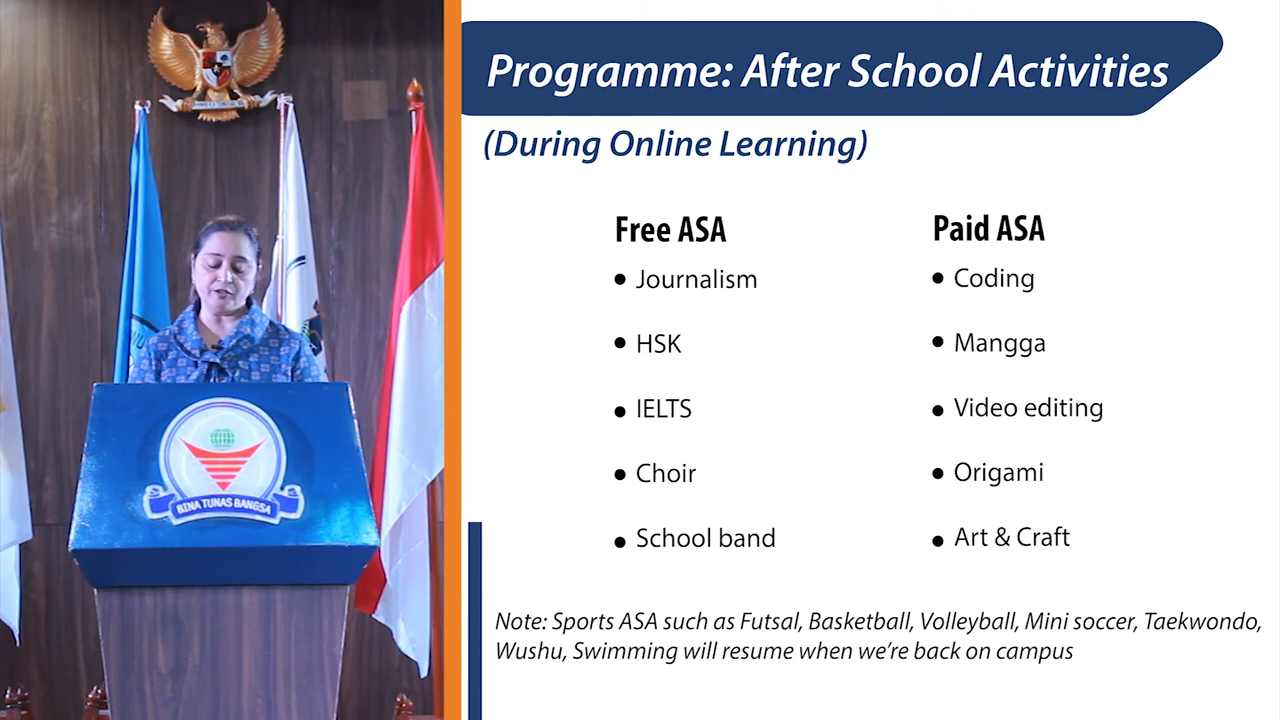 Programme: After School Activities
(During Online Learning)
Free ASA
Journalism
HSK
IELTS
Choir
School band
Paid ASA
Coding
Mangga
Video editing
Origami
Art & Craft
Note: Sports ASA such as Futsal, Basketball, Volleyball, Mini soccer, Taekwondo,
Wushu, Swimming will resume when we're back on campus
BINA TUNAS BANGSA